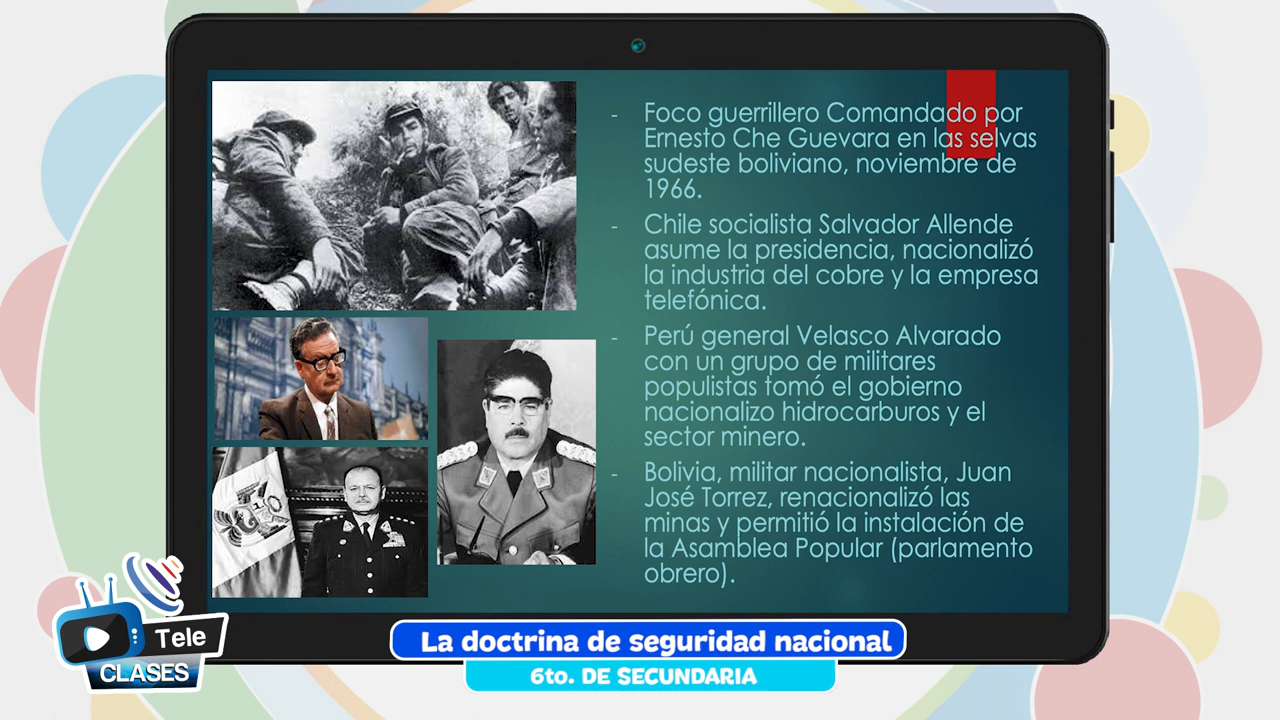 - Foco guerrillero Comandado por
Ernesto Che Guevara en las selvas
sudeste boliviano, noviembre de
1966.
- Chile socialista Salvador Allende
asume la presidencia, nacionalizó
la industria del cobre y la empresa
telefónica.
- Perú general Velasco Alvarado
con un grupo de militares
populistas tomó el gobierno
nacionalizo hidrocarburos y el
sector minero.
- Bolivia, militar nacionalista, Juan
José Torrez, renacionalizó las
minas y permitió la instalación de
la Asamblea Popular (parlamento
obrero).
Tele
CLASES
La doctrina de seguridad nacional
6to. DE SECUNDARIA